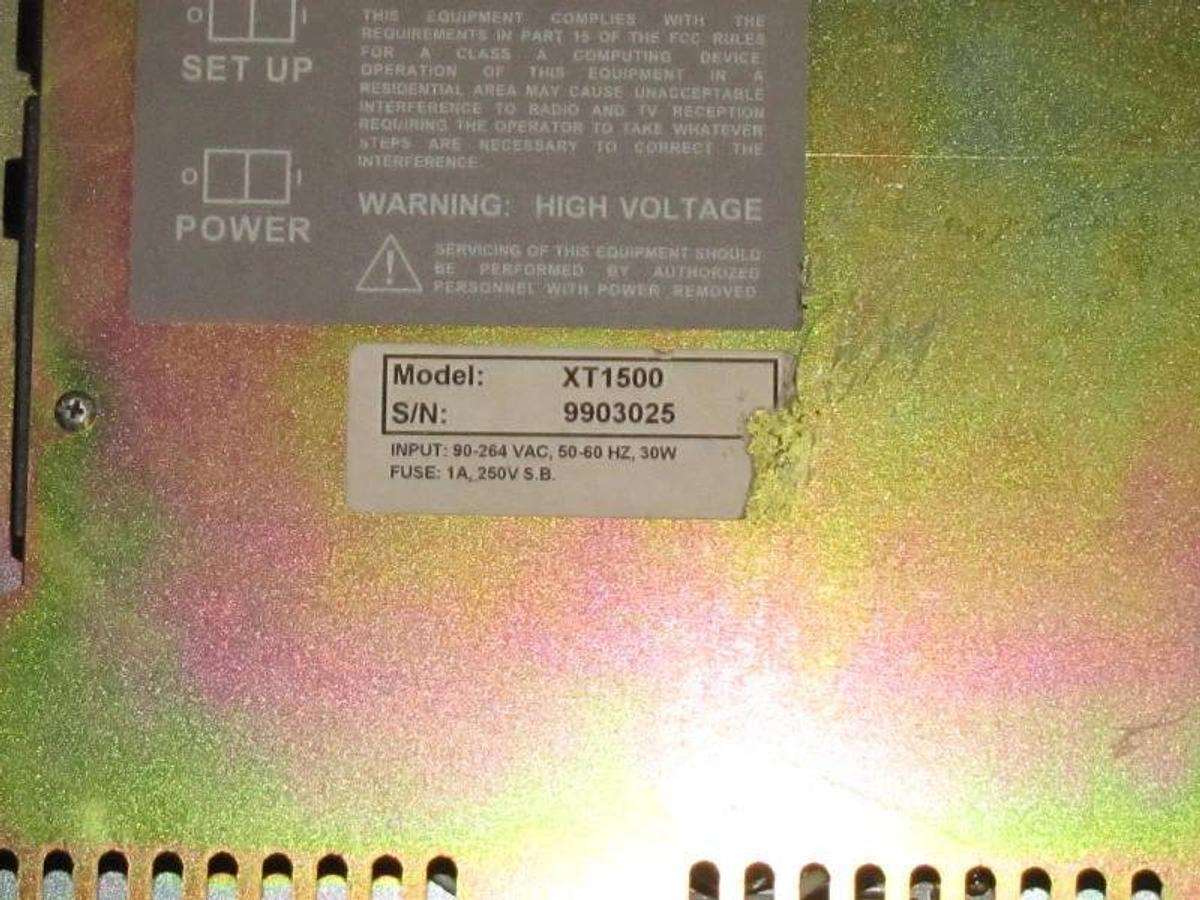 O I
SET UP
O I
POWER
THIS EQUIPMENT COMPLIES WITH THE
REQUIREMENTS IN PART 15 OF THE FCC RULES
FOR A CLASS A COMPUTING DEVICE.
OPERATION OF THIS EQUIPMENT IN A
RESIDENTIAL AREA MAY CAUSE UNACCEPTABLE
INTERFERENCE TO RADIO AND TV RECEPTION
REQUIRING THE OPERATOR TO TAKE WHATEVER
STEPS ARE NECESSARY TO CORRECT THE
INTERFERENCE.
WARNING: HIGH VOLTAGE
!
SERVICING OF THIS EQUIPMENT SHOULD
BE PERFORMED BY AUTHORIZED
PERSONNEL WITH POWER REMOVED
Model: XT1500
S/N: 9903025
INPUT: 90-264 VAC, 50-60 HZ, 30W
FUSE: 1A, 250V S.B.